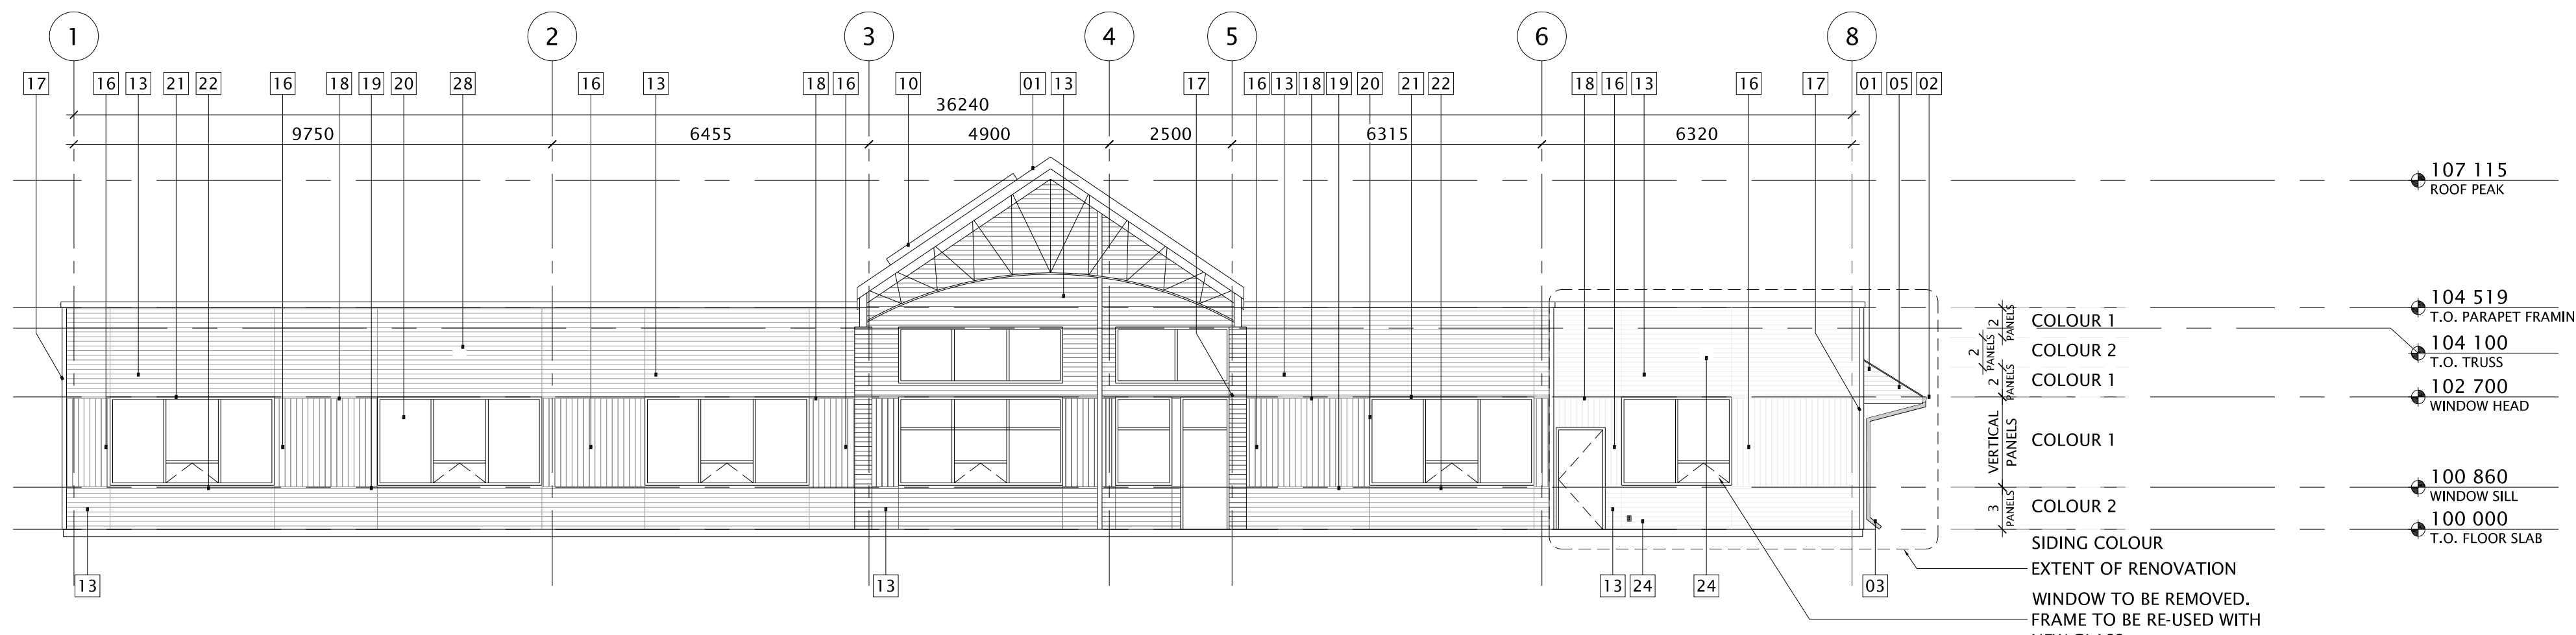 1 2 3 4 5 6 8
17 16 13 21 22 16 18 19 20 28 16 13 18 16 10 01 13 17 16 13 18 19 20 21 22 18 16 13 16 17 01 05 02
36240
9750 6455 4900 2500 6315 6320
107 115
ROOF PEAK
104 519
T.O. PARAPET FRAMIN
2 PANELS COLOUR 1
104 100
T.O. TRUSS
2 PANELS COLOUR 2
2 PANELS COLOUR 1
102 700
WINDOW HEAD
VERTICAL PANELS COLOUR 1
100 860
WINDOW SILL
3 PANELS COLOUR 2
100 000
T.O. FLOOR SLAB
SIDING COLOUR
EXTENT OF RENOVATION
13 13 13 24 24 03
WINDOW TO BE REMOVED.
FRAME TO BE RE-USED WITH